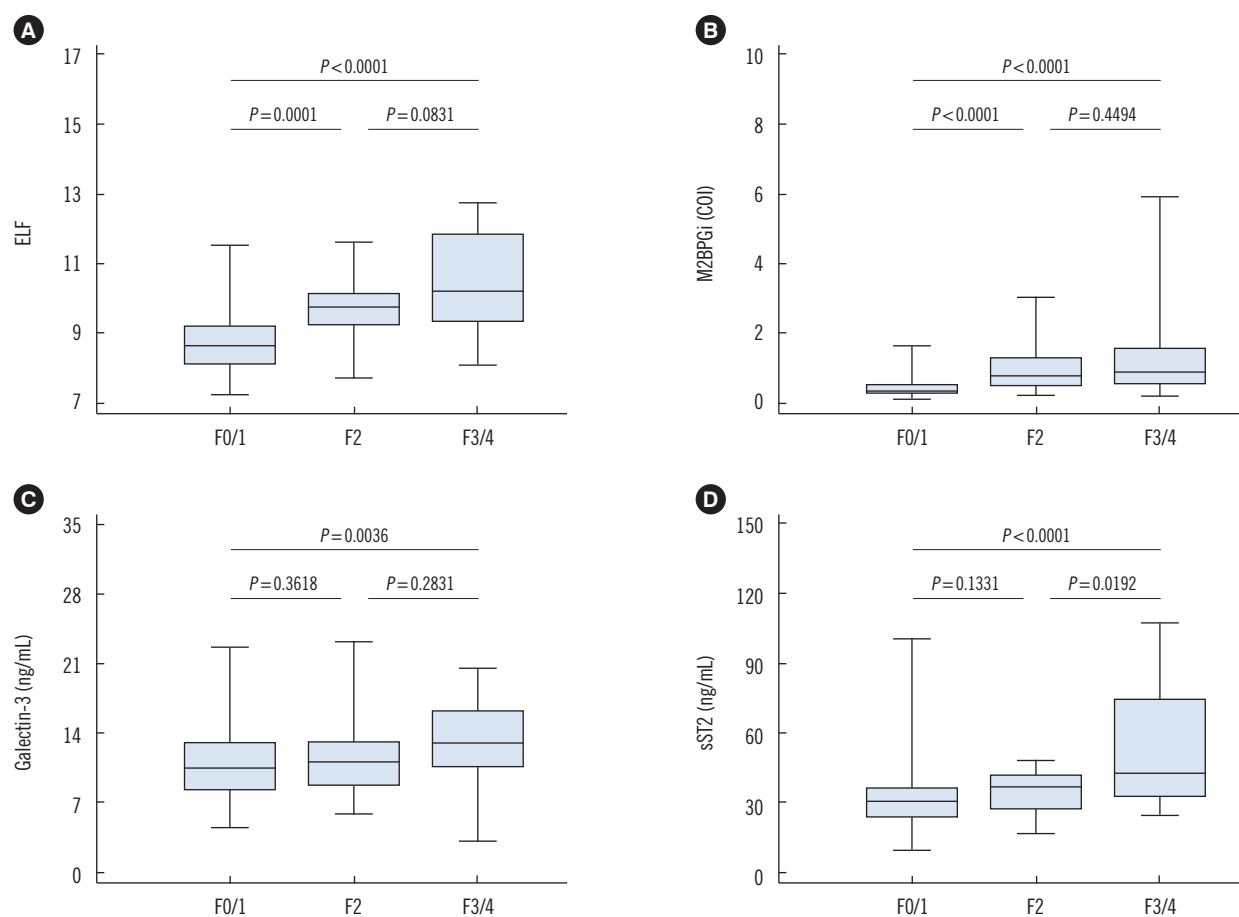 A
17
15
13
11
9
7
ELF
P<0.0001
P=0.0001
P=0.0831
F0/1
F2
F3/4
B
10
8
6
4
2
0
M2BPGi (COI)
P<0.0001
P<0.0001
P=0.4494
F0/1
F2
F3/4
C
35
28
21
14
7
0
Galectin-3 (ng/mL)
P=0.0036
P=0.3618
P=0.2831
F0/1
F2
F3/4
D
150
120
90
60
30
0
sST2 (ng/mL)
P<0.0001
P=0.1331
P=0.0192
F0/1
F2
F3/4